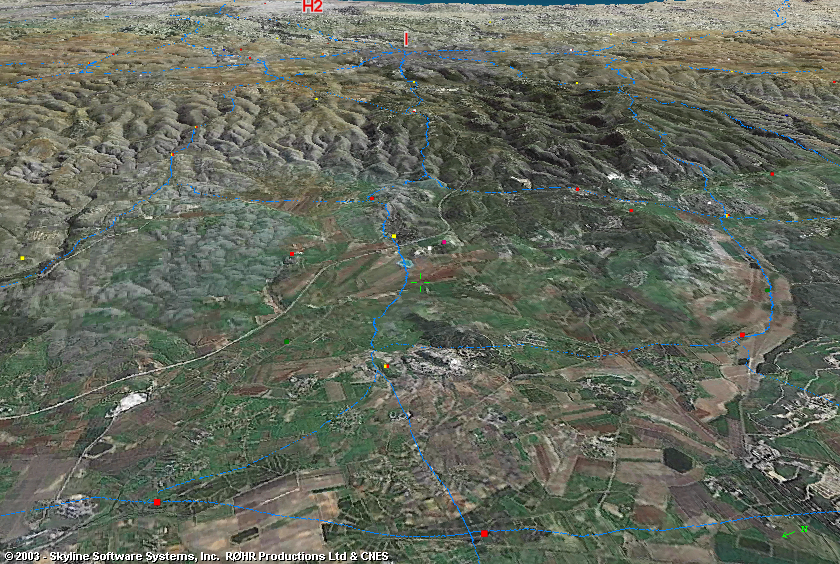 H2
N
© 2003 - Skyline Software Systems, Inc. RØHR Productions Ltd & CNES